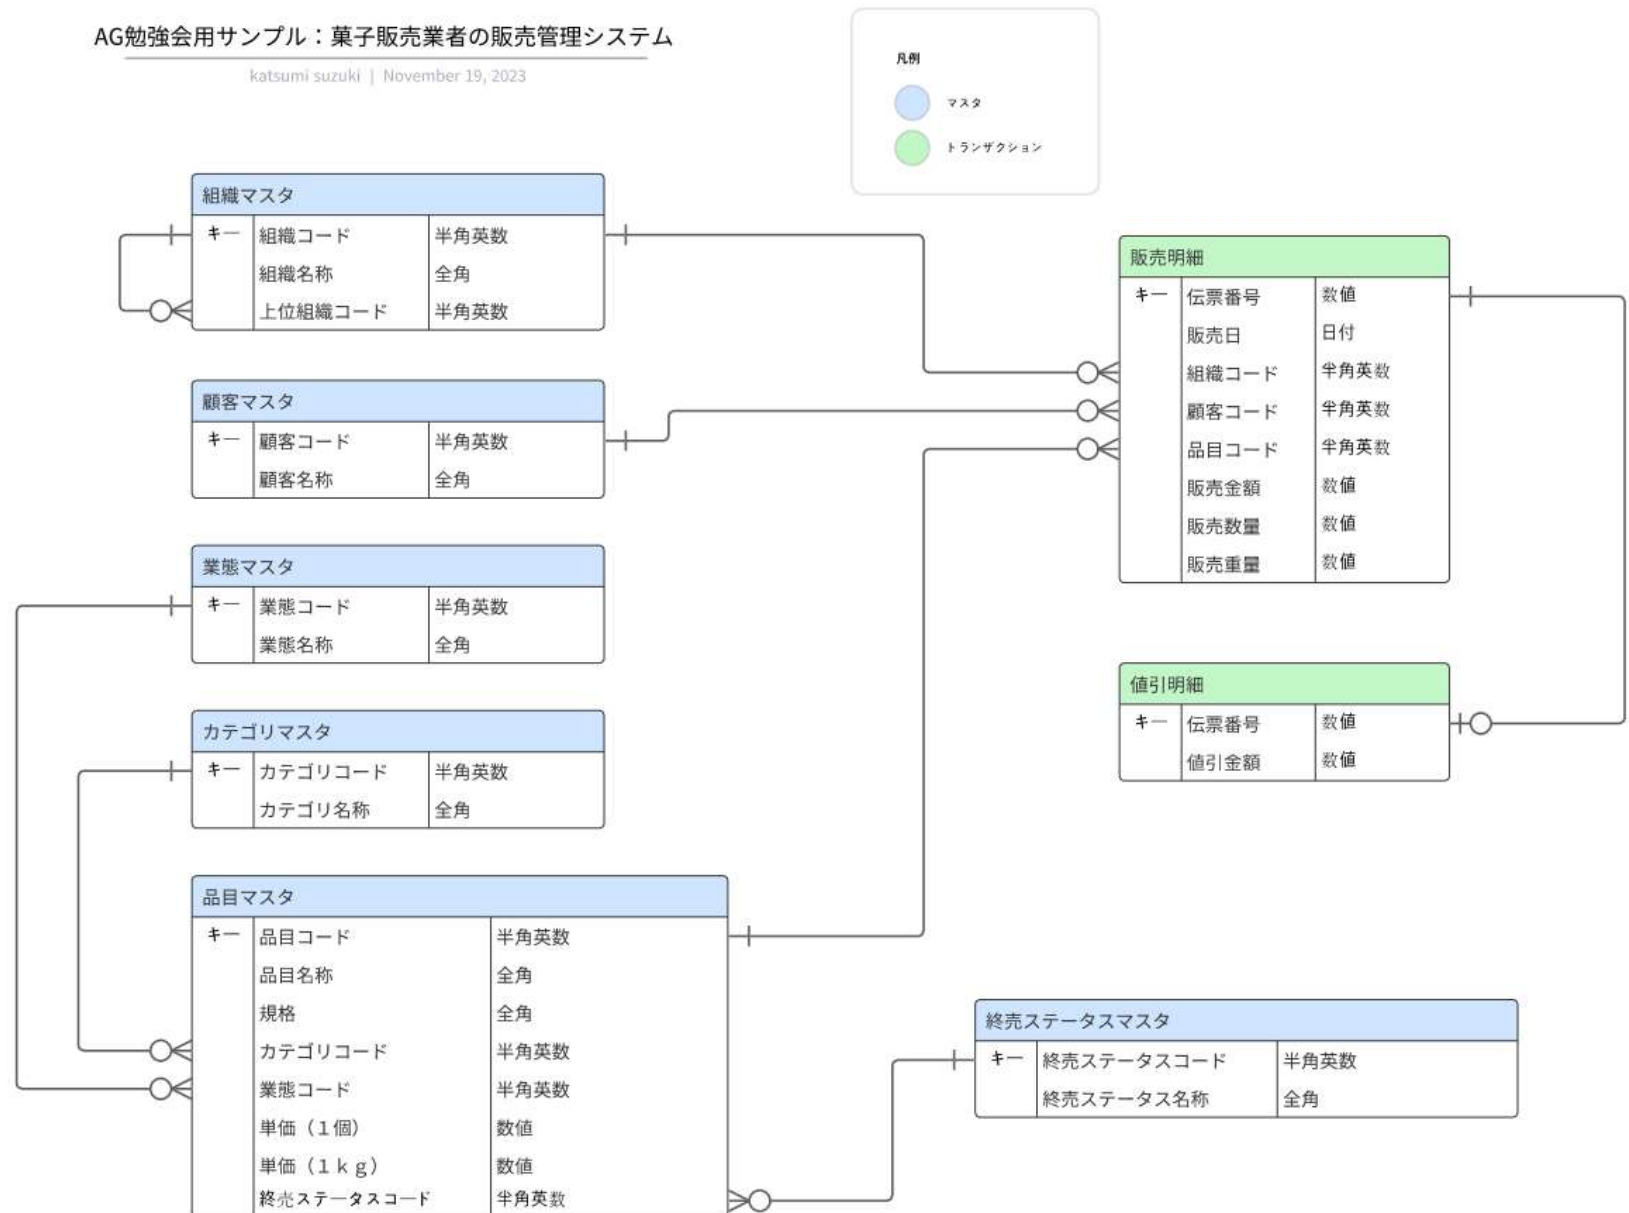 AG勉強会用サンプル：菓子販売業者の販売管理システム
katsumi suzuki | November 19, 2023
凡例
マスタ
トランザクション
組織マスタ
キー 組織コード 半角英数
組織名称 全角
上位組織コード 半角英数
顧客マスタ
キー 顧客コード 半角英数
顧客名称 全角
業態マスタ
キー 業態コード 半角英数
業態名称 全角
カテゴリマスタ
キー カテゴリコード 半角英数
カテゴリ名称 全角
品目マスタ
キー 品目コード 半角英数
品目名称 全角
規格 全角
カテゴリコード 半角英数
業態コード 半角英数
単価（１個） 数値
単価（１ｋｇ） 数値
終売ステータスコード 半角英数
販売明細
キー 伝票番号 数値
販売日 日付
組織コード 半角英数
顧客コード 半角英数
品目コード 半角英数
販売金額 数値
販売数量 数値
販売重量 数値
値引明細
キー 伝票番号 数値
値引金額 数値
終売ステータスマスタ
キー 終売ステータスコード 半角英数
終売ステータス名称 全角